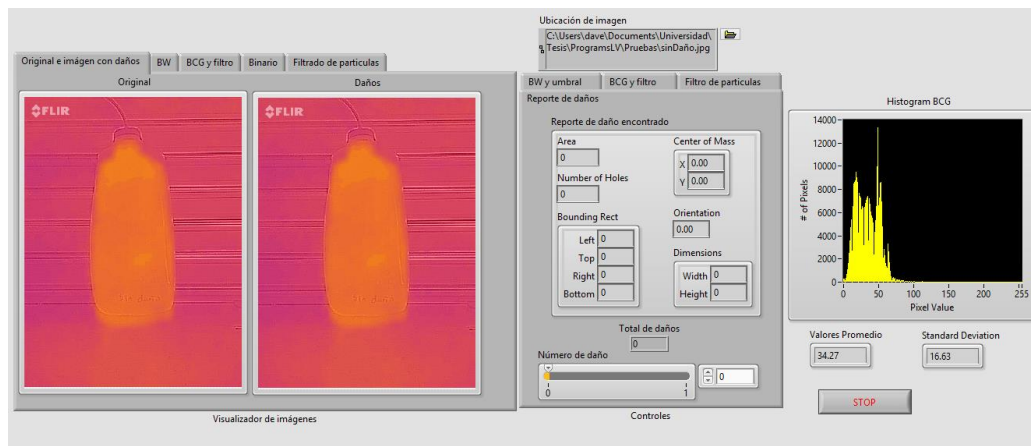 Ubicación de imagen
C:\Users\dave\Documents\Universidad\
Tesis\ProgramsLV\Pruebas\sinDaño.jpg
Original e imágen con daños BW BCG y filtro Binario Filtrado de particulas
Original Daños
FLIR FLIR
sin daño sin daño
Visualizador de imágenes
BW y umbral BCG y filtro Filtro de particulas
Reporte de daños
Reporte de daño encontrado
Area Center of Mass
0 X 0.00
Y 0.00
Number of Holes
0
Bounding Rect Orientation
0.00
Left 0
Top 0 Dimensions
Right 0 Width 0
Bottom 0 Height 0
Total de daños
0
Número de daño
0 1 0
Controles
Histogram BCG
14000
12000
10000
8000
6000
4000
2000
0
# of Pixels
0 50 100 150 200 255
Pixel Value
Valores Promedio Standard Deviation
34.27 16.63
STOP